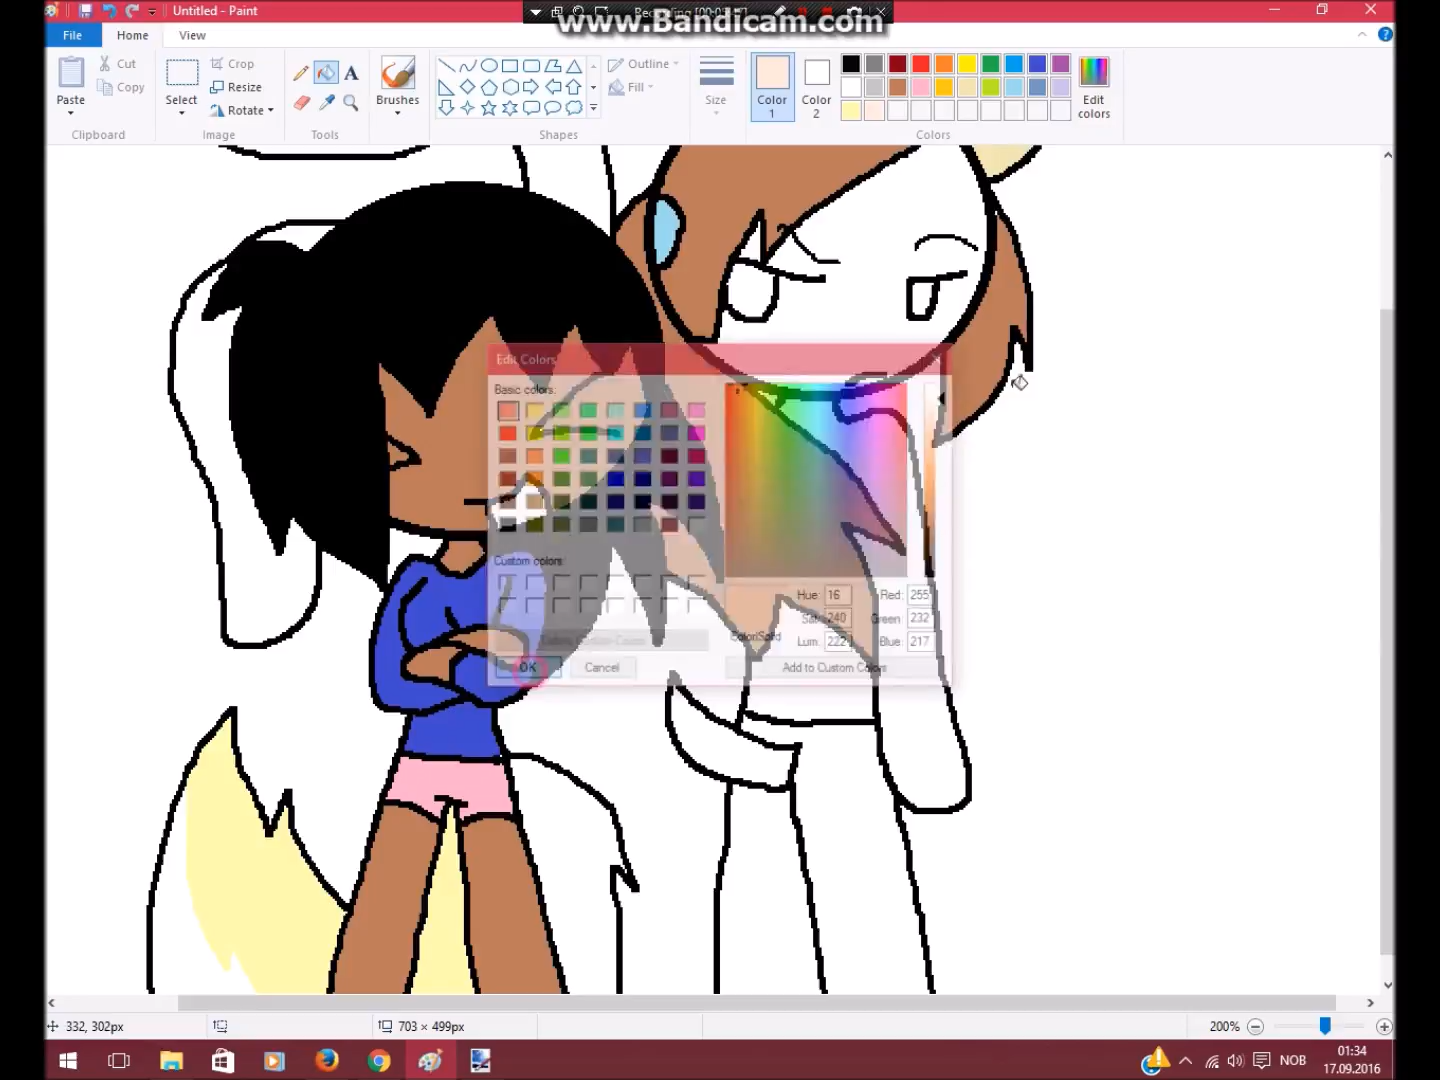 Untitled - Paint
www.Bandicam.com
File
Home
View
Paste
Cut
Copy
Clipboard
Select
Crop
Resize
Rotate
Image
Tools
Brushes
Shapes
Outline
Fill
Size
Color 1
Color 2
Edit colors
Colors
Edit Colors
Basic colors:
Custom colors:
Hue: 16
Sat: 240
Lum: 222
Red: 255
Green: 232
Blue: 217
Color|Solid
OK
Cancel
Add to Custom Colors
332, 302px
703 × 499px
200%
NOB
01:34
17.09.2016